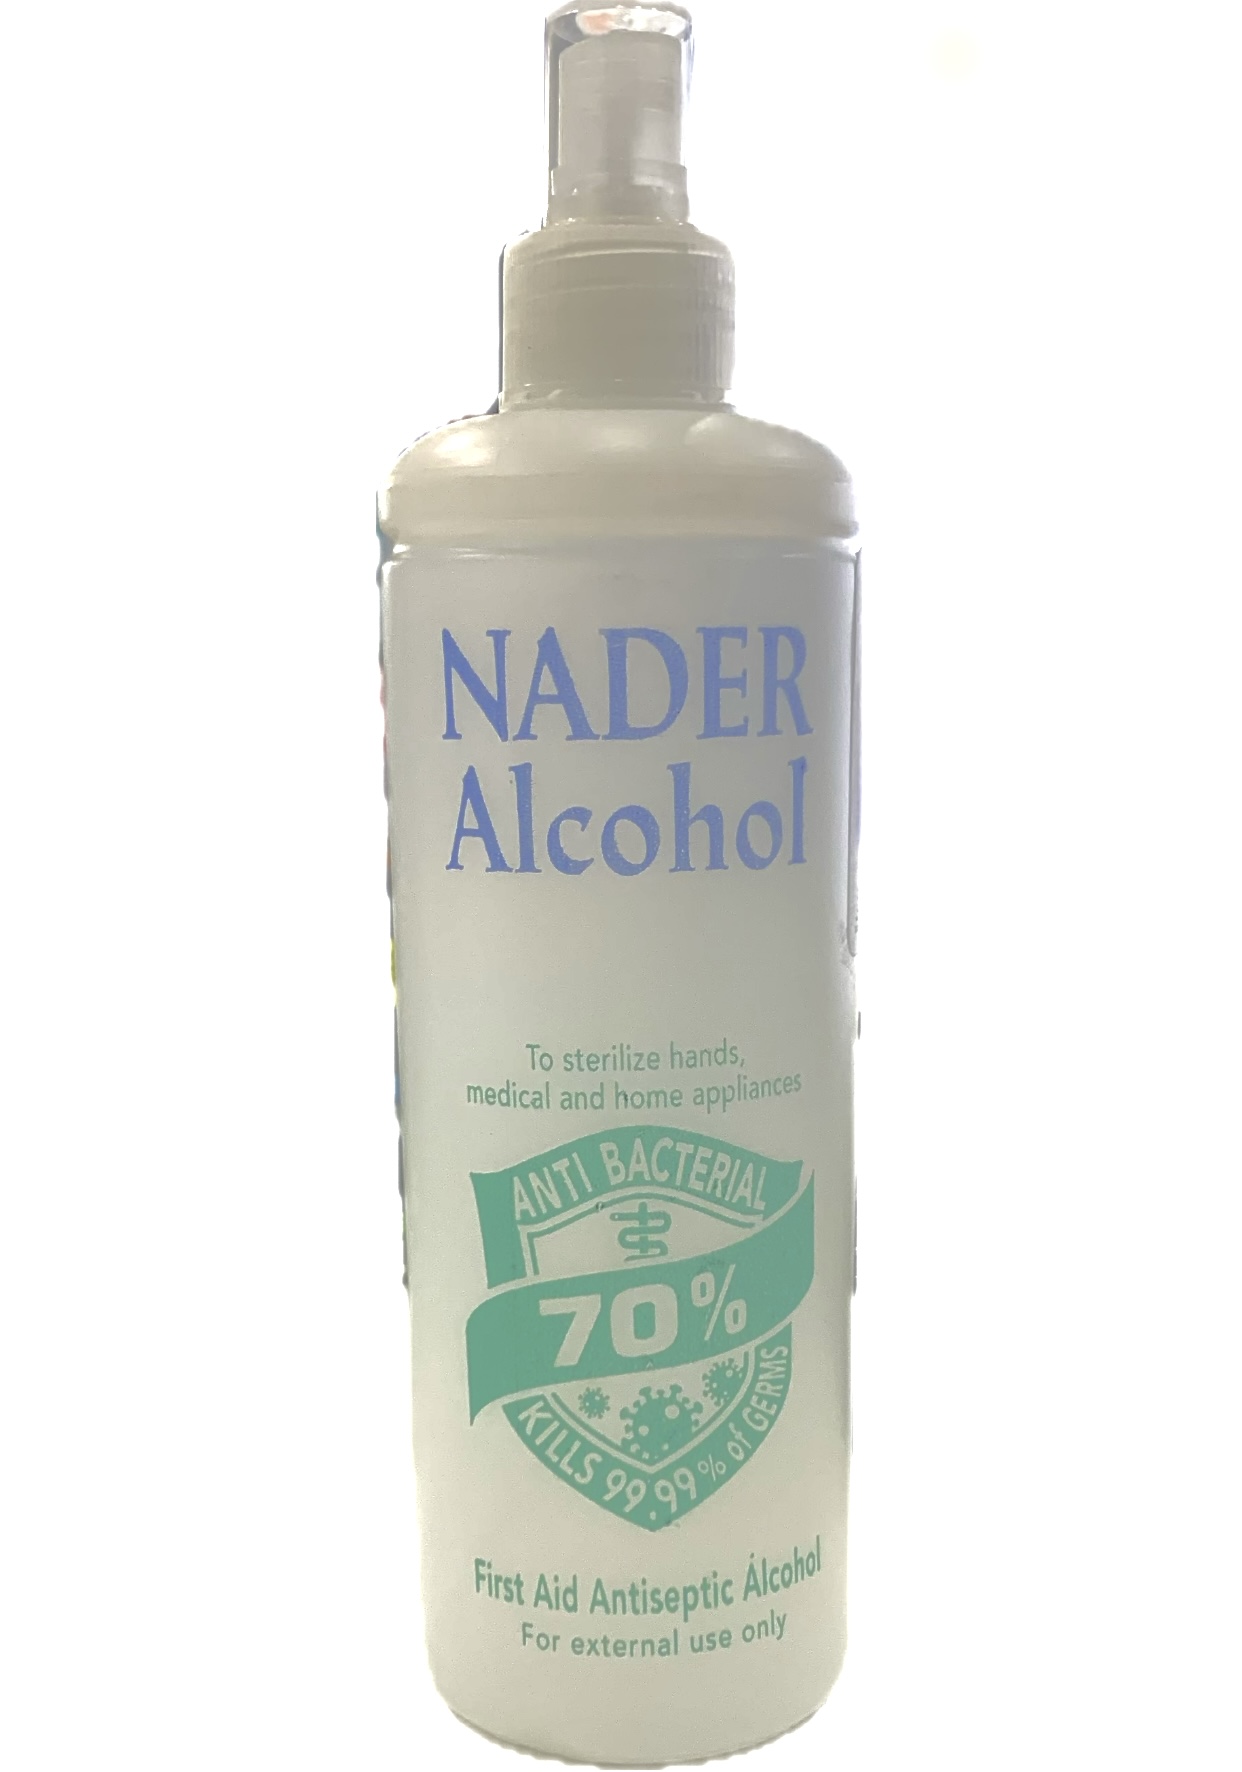 NADER
Alcohol
To sterilize hands,
medical and home appliances
ANTI BACTERIAL
70%
KILLS 99.99% of GERMS
First Aid Antiseptic Alcohol
For external use only